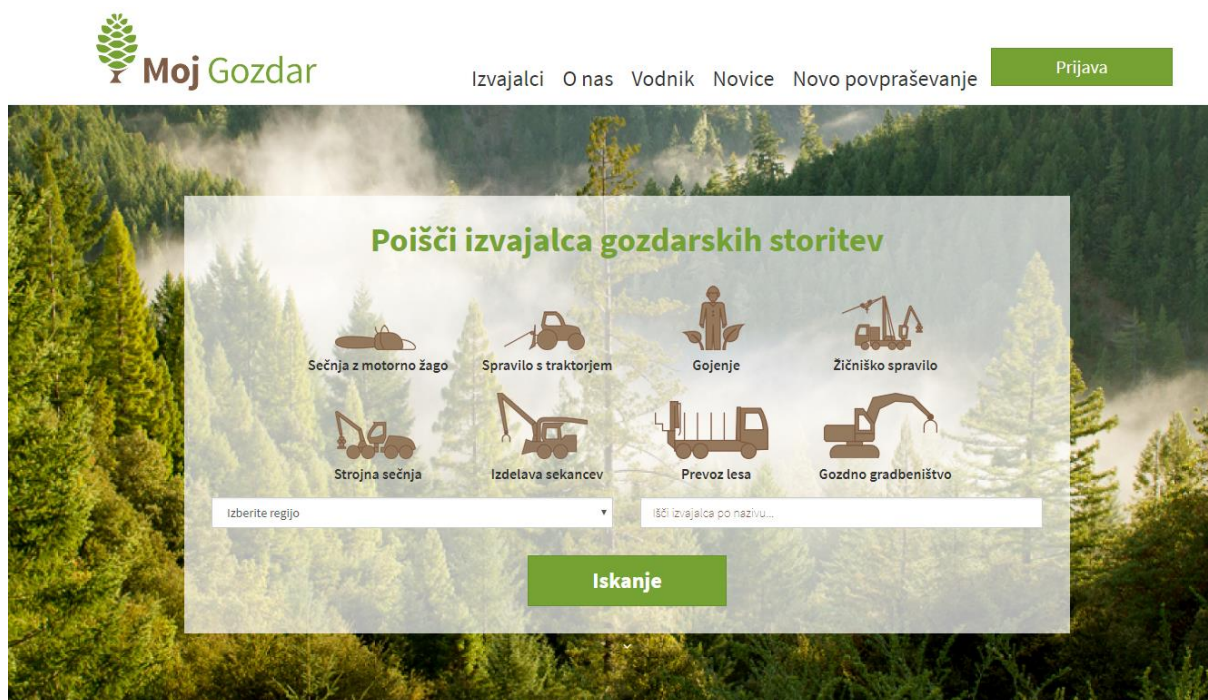 Moj Gozdar
Izvajalci O nas Vodnik Novice Novo povpraševanje Prijava
Poišči izvajalca gozdarskih storitev
Sečnja z motorno žago Spravilo s traktorjem Gojenje Žičniško spravilo
Strojna sečnja Izdelava sekancev Prevoz lesa Gozdno gradbeništvo
Izberite regijo Išči izvajalca po nazivu...
Iskanje